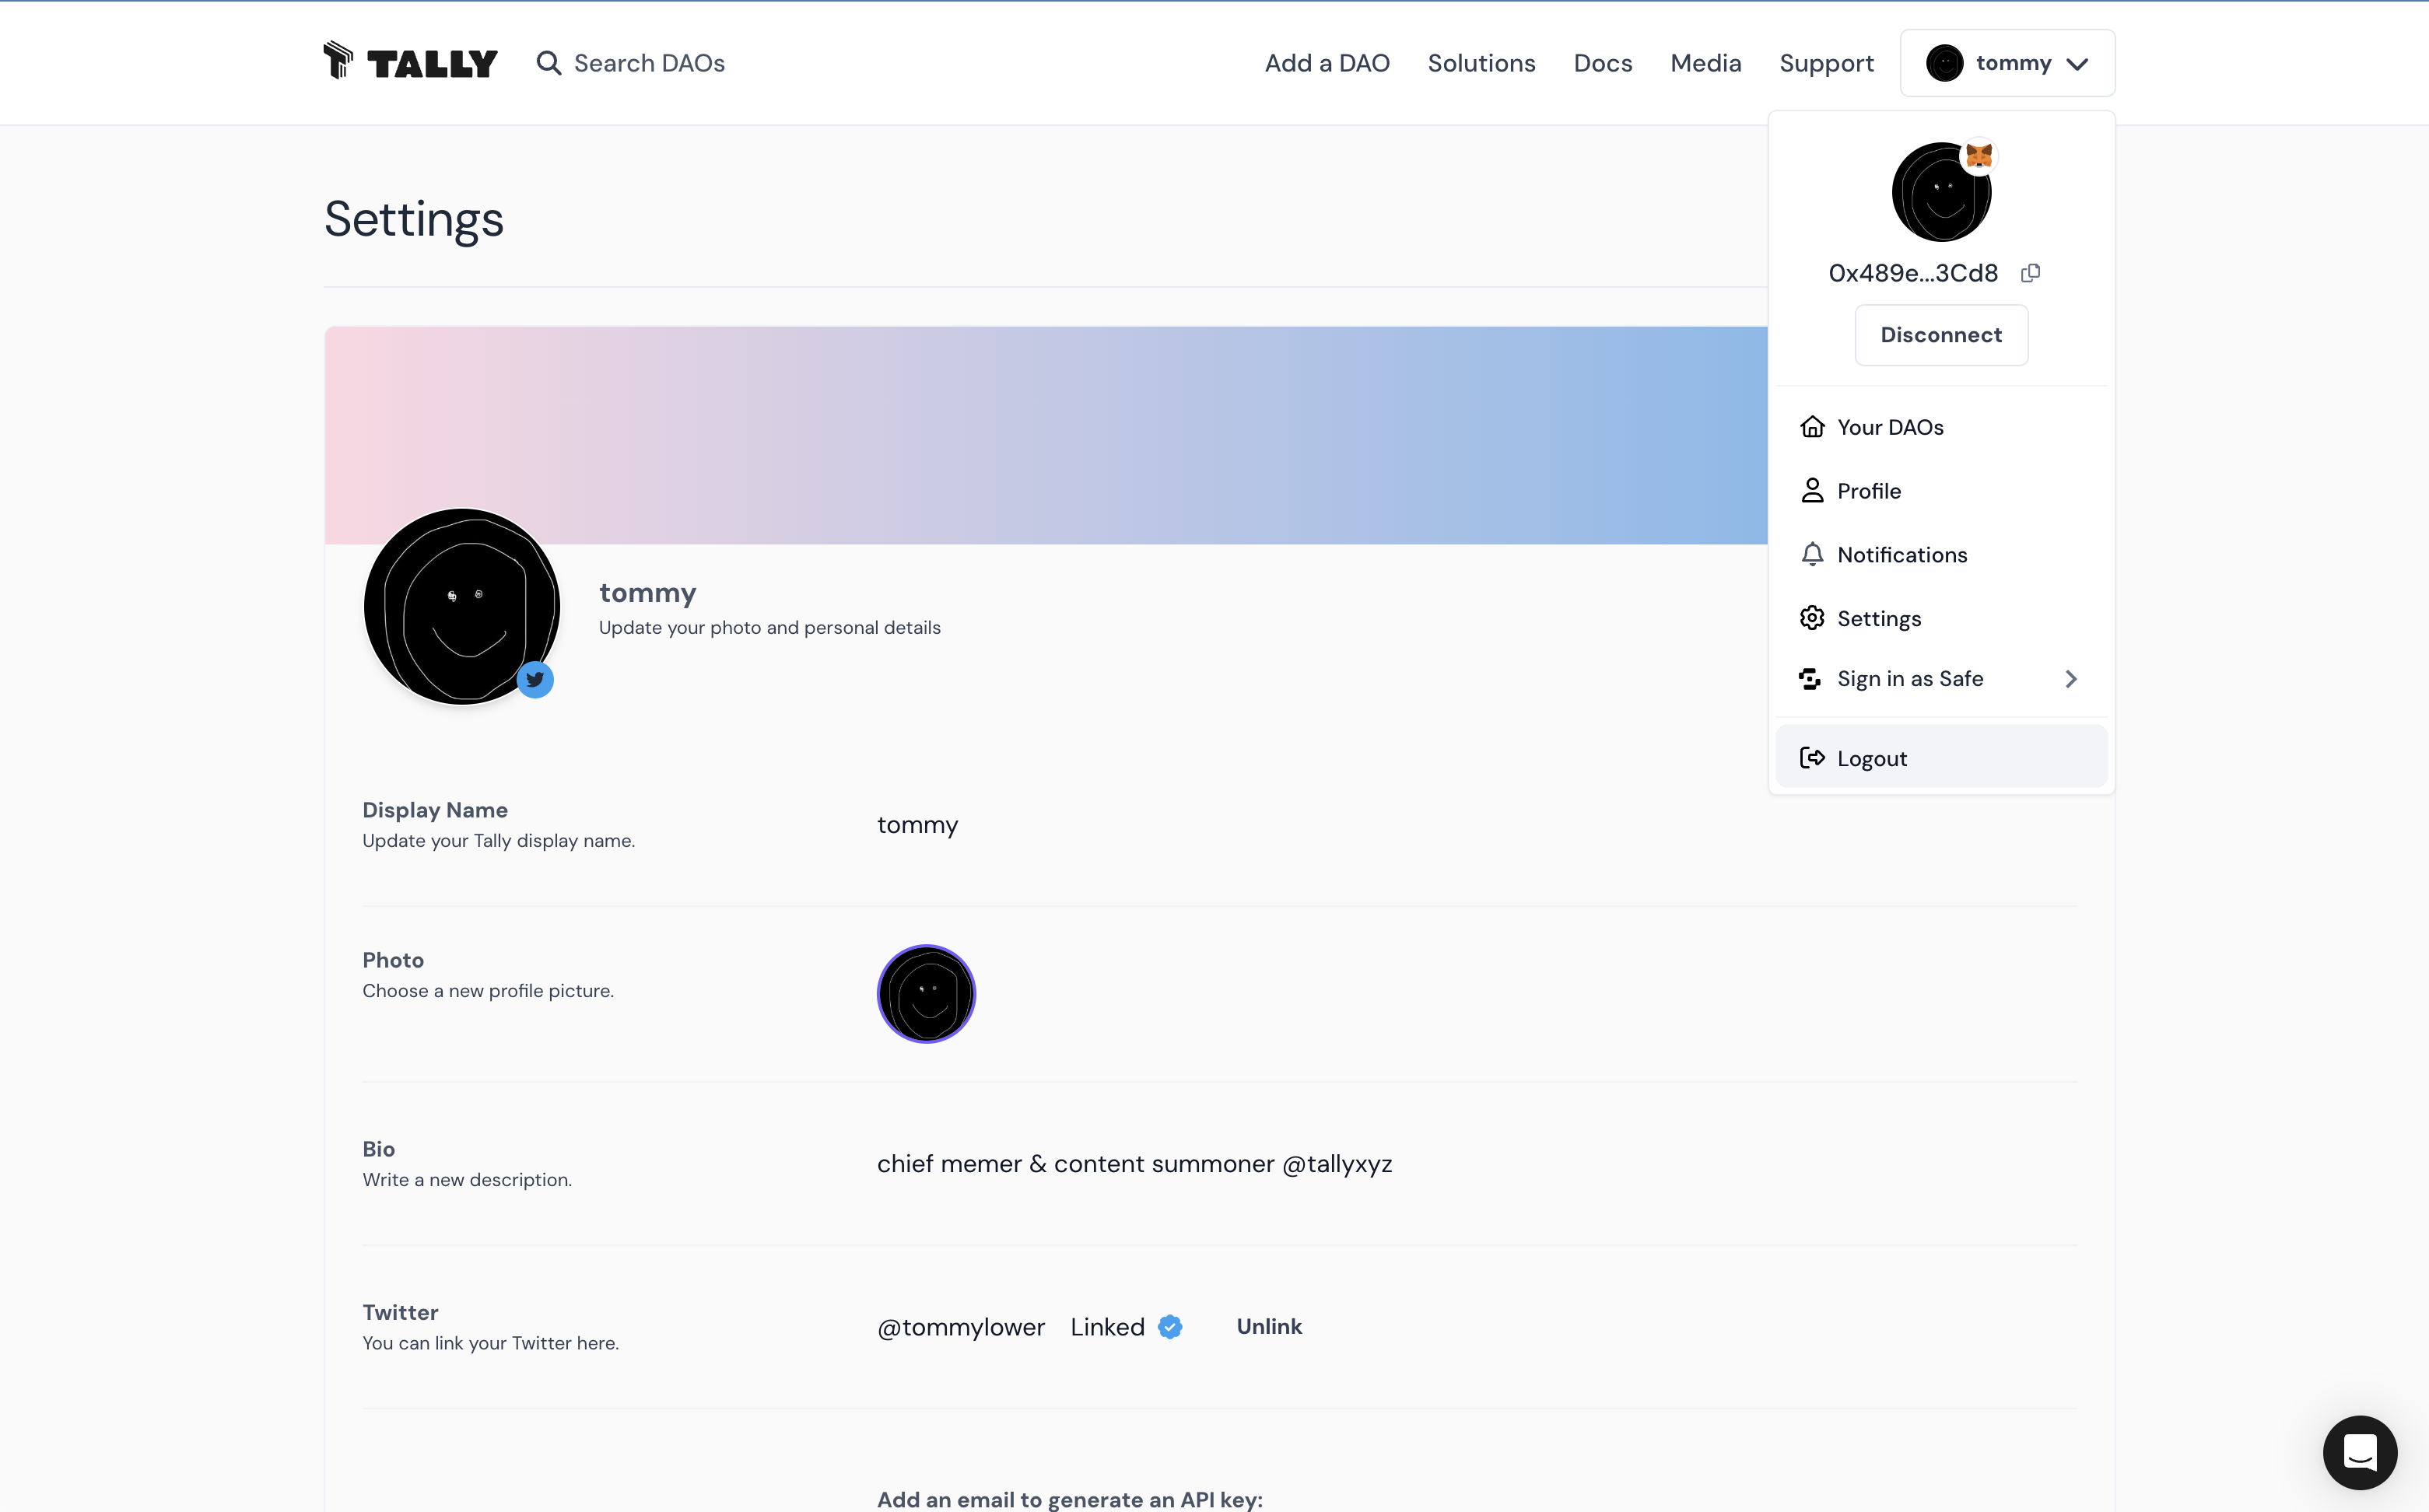 TALLY
Search DAOs
Add a DAO
Solutions
Docs
Media
Support
tommy
0x489e...3Cd8
Disconnect
Your DAOs
Profile
Notifications
Settings
Sign in as Safe
Logout
Settings
tommy
Update your photo and personal details
Display Name
Update your Tally display name.
tommy
Photo
Choose a new profile picture.
Bio
Write a new description.
chief memer & content summoner @tallyxyz
Twitter
You can link your Twitter here.
@tommylower Linked Unlink
Add an email to generate an API key: